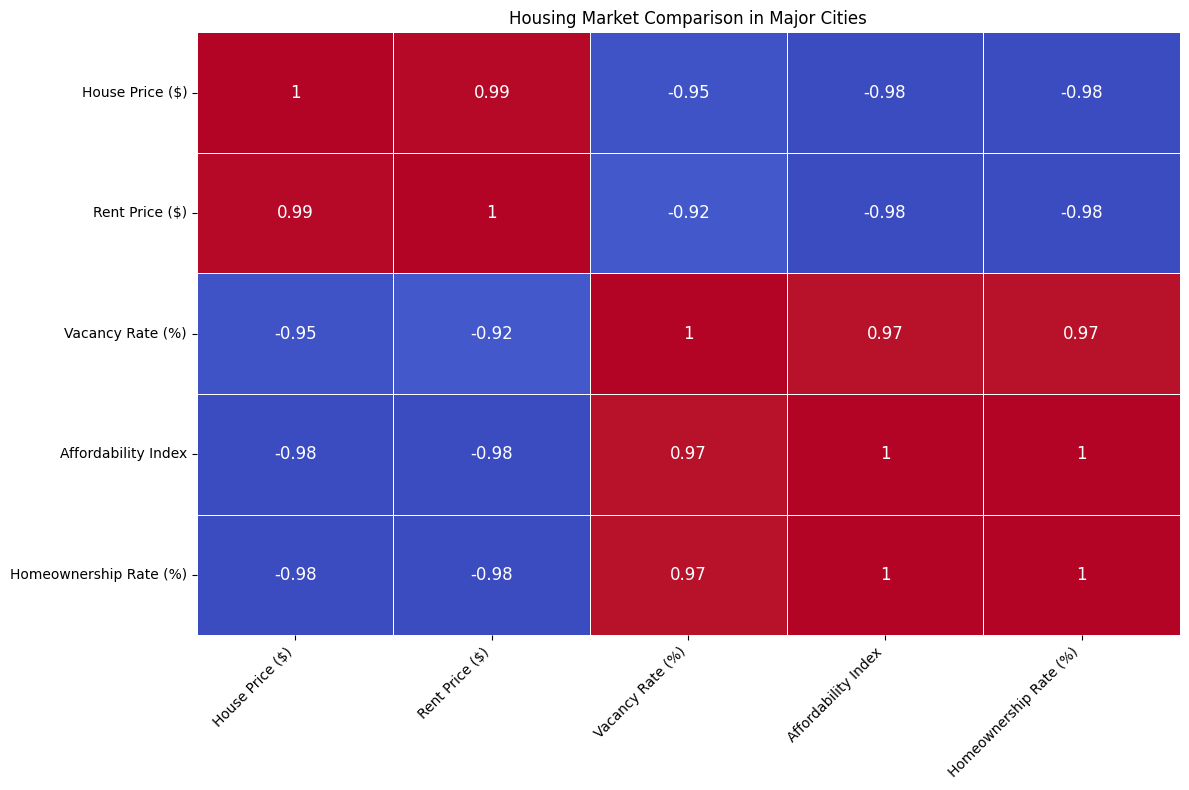 Housing Market Comparison in Major Cities
House Price ($)
1
0.99
-0.95
-0.98
-0.98
Rent Price ($)
0.99
1
-0.92
-0.98
-0.98
Vacancy Rate (%)
-0.95
-0.92
1
0.97
0.97
Affordability Index
-0.98
-0.98
0.97
1
1
Homeownership Rate (%)
-0.98
-0.98
0.97
1
1
House Price ($)
Rent Price ($)
Vacancy Rate (%)
Affordability Index
Homeownership Rate (%)